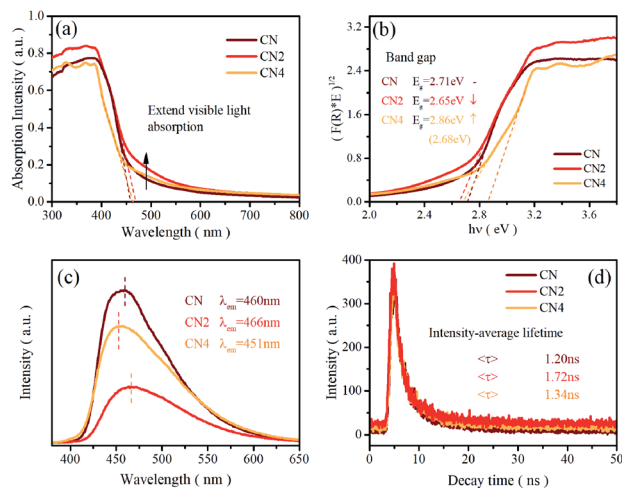 (a)
CN
CN2
CN4
Extend visible light
absorption
Absorption Intensity ( a.u. )
1.0
0.8
0.6
0.4
0.2
0.0
300 400 500 600 700 800
Wavelength ( nm )
(b)
Band gap
CN Eg=2.71eV -
CN2 Eg=2.65eV ↓
CN4 Eg=2.86eV ↑
(2.68eV)
CN
CN2
CN4
( F(R)*E )1/2
3.6
2.4
1.2
0.0
2.0 2.4 2.8 3.2 3.6
hν ( eV )
(c)
CN λem=460nm
CN2 λem=466nm
CN4 λem=451nm
Intensity ( a.u. )
400 450 500 550 600 650
Wavelength ( nm )
(d)
CN
CN2
CN4
Intensity-average lifetime
<τ> 1.20ns
<τ> 1.72ns
<τ> 1.34ns
Intensity ( a.u. )
400
300
200
100
0
0 10 20 30 40 50
Decay time ( ns )